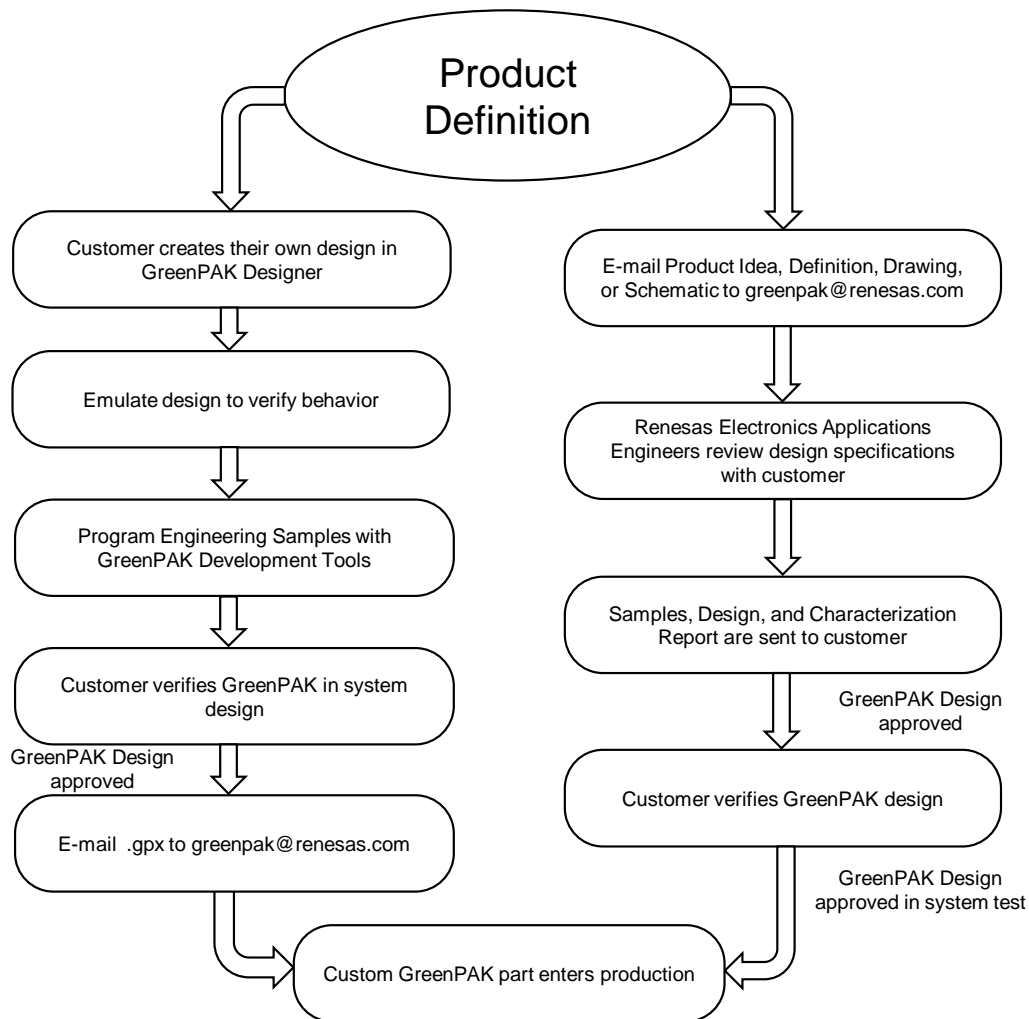 Product
Definition
Customer creates their own design in
GreenPAK Designer
Emulate design to verify behavior
Program Engineering Samples with
GreenPAK Development Tools
Customer verifies GreenPAK in system
design
GreenPAK Design
approved
E-mail .gpx to greenpak@renesas.com
E-mail Product Idea, Definition, Drawing,
or Schematic to greenpak@renesas.com
Renesas Electronics Applications
Engineers review design specifications
with customer
Samples, Design, and Characterization
Report are sent to customer
GreenPAK Design
approved
Customer verifies GreenPAK design
GreenPAK Design
approved in system test
Custom GreenPAK part enters production